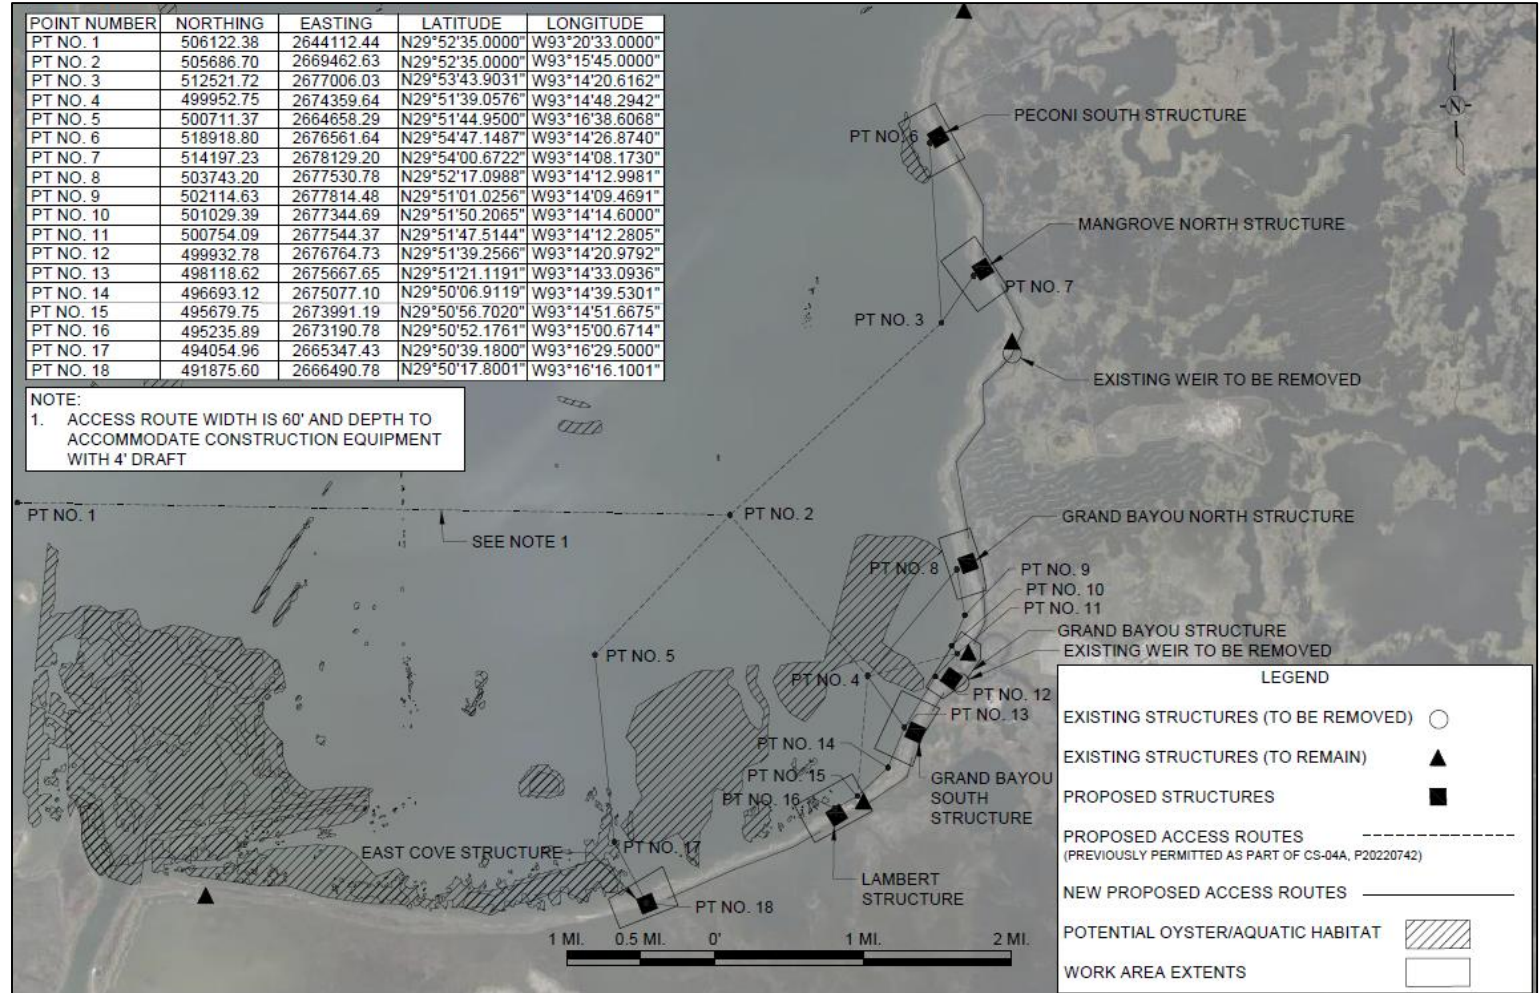 POINT NUMBER NORTHING EASTING LATITUDE LONGITUDE
PT NO. 1 506122.38 2644112.44 N29°52'35.0000" W93°20'33.0000"
PT NO. 2 505686.70 2669462.63 N29°52'35.0000" W93°15'45.0000"
PT NO. 3 512521.72 2677006.03 N29°53'43.9031" W93°14'20.6162"
PT NO. 4 499952.75 2674359.64 N29°51'39.0576" W93°14'48.2942"
PT NO. 5 500711.37 2664658.29 N29°51'44.9500" W93°16'38.6068"
PT NO. 6 518918.80 2676561.64 N29°54'47.1487" W93°14'26.8740"
PT NO. 7 514197.23 2678129.20 N29°54'00.6722" W93°14'08.1730"
PT NO. 8 503743.20 2677530.78 N29°52'17.0988" W93°14'12.9981"
PT NO. 9 502114.63 2677814.48 N29°51'01.0256" W93°14'09.4691"
PT NO. 10 501029.39 2677344.69 N29°51'50.2065" W93°14'14.6000"
PT NO. 11 500754.09 2677544.37 N29°51'47.5144" W93°14'12.2805"
PT NO. 12 499932.78 2676764.73 N29°51'39.2566" W93°14'20.9792"
PT NO. 13 498118.62 2675667.65 N29°51'21.1191" W93°14'33.0936"
PT NO. 14 496693.12 2675077.10 N29°50'06.9119" W93°14'39.5301"
PT NO. 15 495679.75 2673991.19 N29°50'56.7020" W93°14'51.6675"
PT NO. 16 495235.89 2673190.78 N29°50'52.1761" W93°15'00.6714"
PT NO. 17 494054.96 2665347.43 N29°50'39.1800" W93°16'29.5000"
PT NO. 18 491875.60 2666490.78 N29°50'17.8001" W93°16'16.1001"
NOTE:
1. ACCESS ROUTE WIDTH IS 60' AND DEPTH TO
ACCOMMODATE CONSTRUCTION EQUIPMENT
WITH 4' DRAFT
N
PECONI SOUTH STRUCTURE
PT NO. 6
MANGROVE NORTH STRUCTURE
PT NO. 7
PT NO. 3
EXISTING WEIR TO BE REMOVED
PT NO. 1
PT NO. 2
SEE NOTE 1
GRAND BAYOU NORTH STRUCTURE
PT NO. 8
PT NO. 9
PT NO. 10
PT NO. 11
GRAND BAYOU STRUCTURE
EXISTING WEIR TO BE REMOVED
PT NO. 5
PT NO. 4
PT NO. 12
PT NO. 13
PT NO. 14
PT NO. 15
PT NO. 16
GRAND BAYOU
SOUTH
STRUCTURE
EAST COVE STRUCTURE
PT NO. 17
LAMBERT
STRUCTURE
PT NO. 18
1 MI. 0.5 MI. 0' 1 MI. 2 MI.
LEGEND
EXISTING STRUCTURES (TO BE REMOVED)
EXISTING STRUCTURES (TO REMAIN)
PROPOSED STRUCTURES
PROPOSED ACCESS ROUTES
(PREVIOUSLY PERMITTED AS PART OF CS-04A, P20220742)
NEW PROPOSED ACCESS ROUTES
POTENTIAL OYSTER/AQUATIC HABITAT
WORK AREA EXTENTS